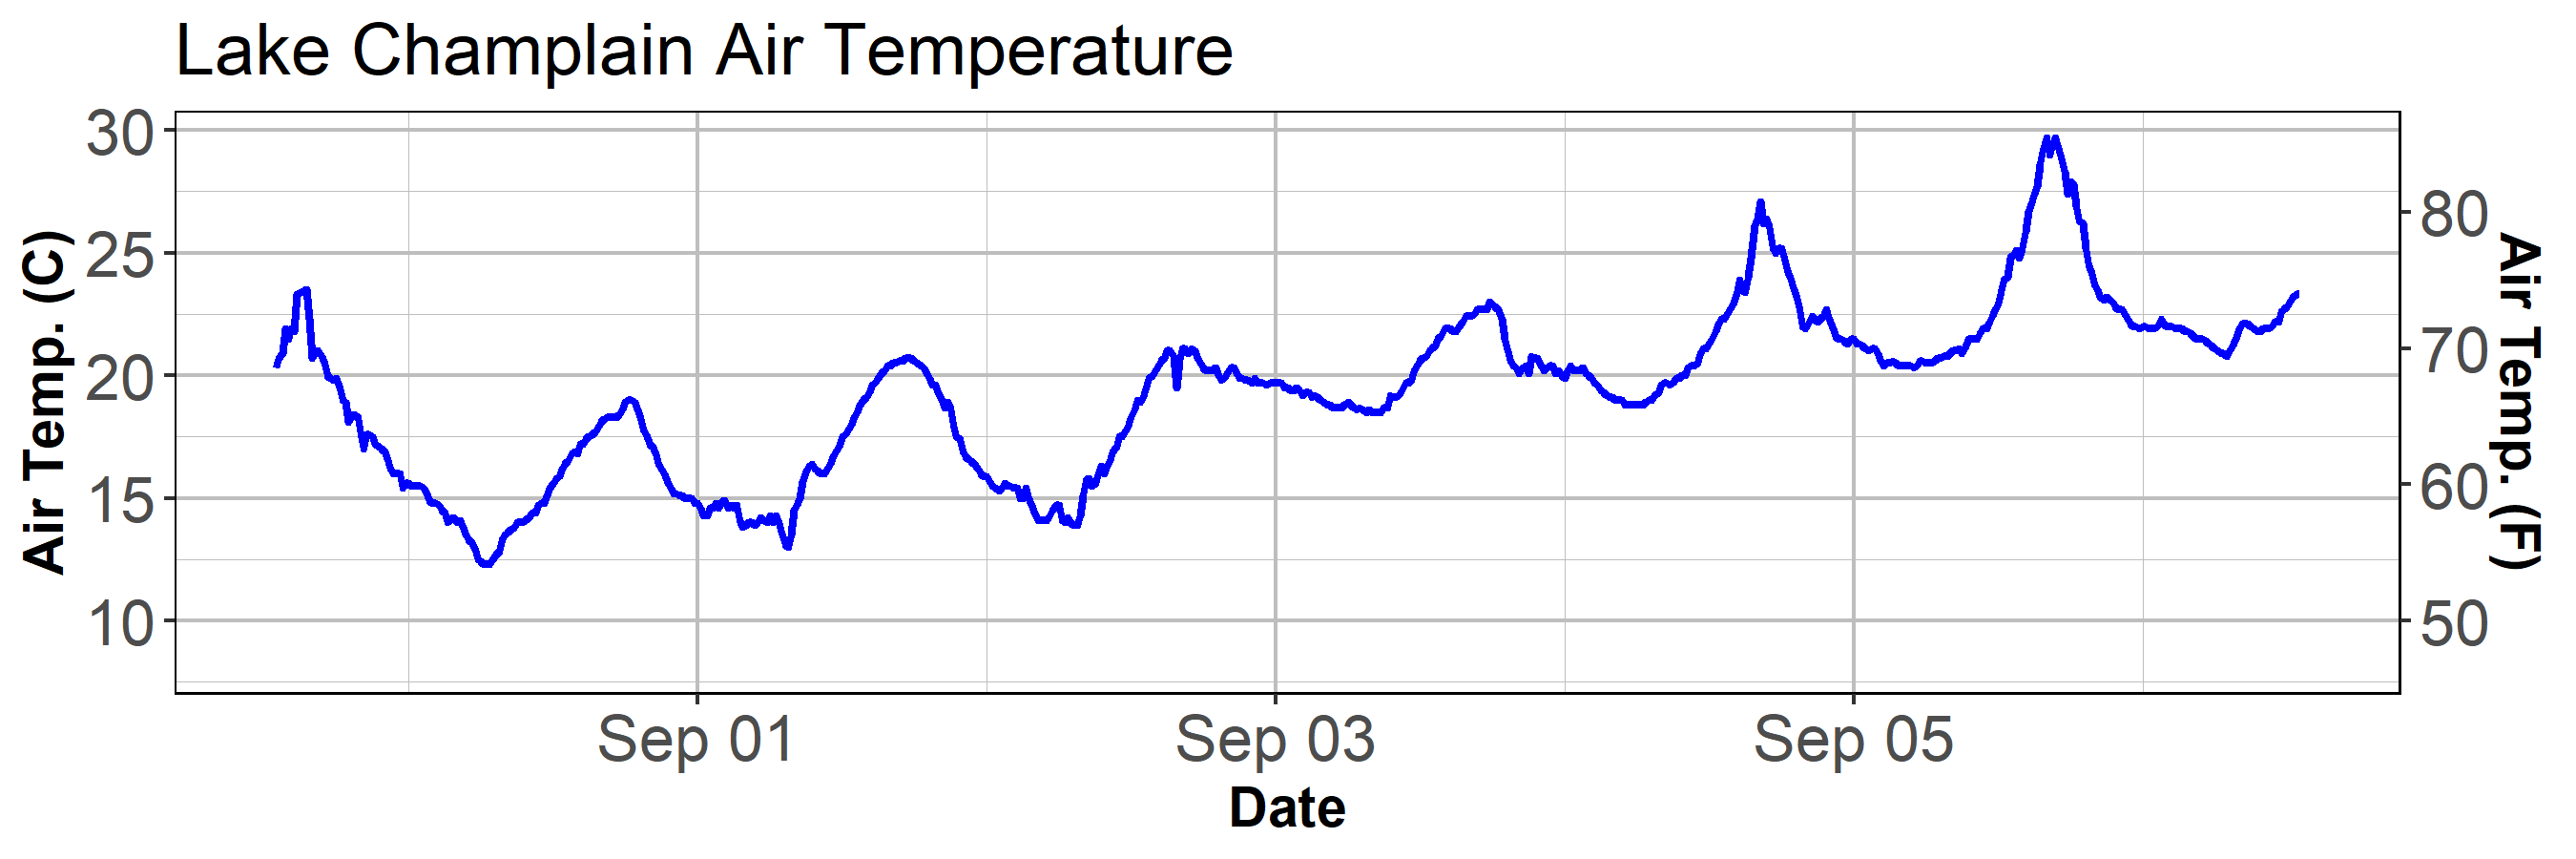 Lake Champlain Air Temperature
Air Temp. (C)
30
25
20
15
10
80
70
60
50
Air Temp. (F)
Sep 01
Sep 03
Sep 05
Date